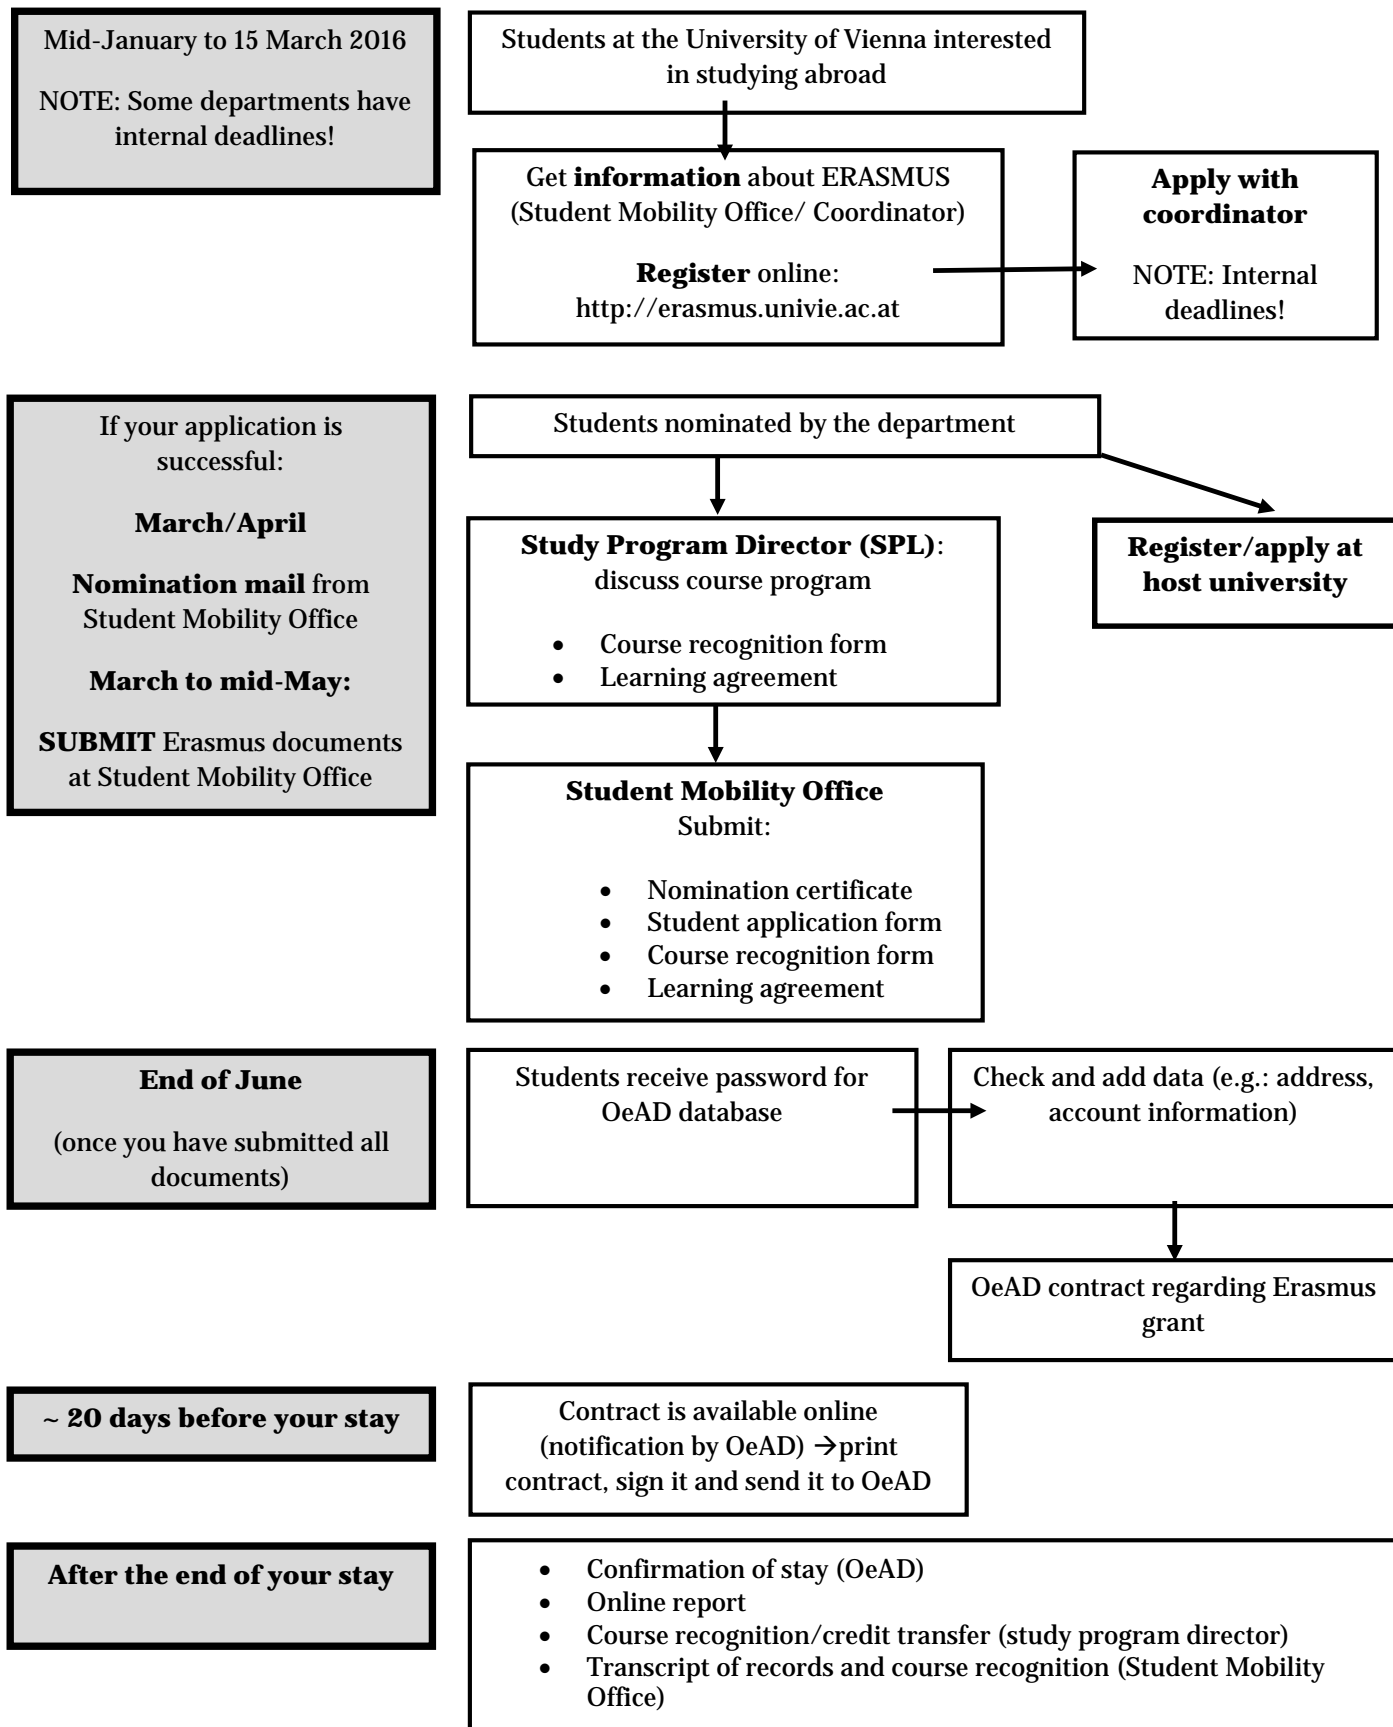 Mid-January to 15 March 2016
NOTE: Some departments have
internal deadlines!
Students at the University of Vienna interested
in studying abroad
Get information about ERASMUS
(Student Mobility Office/ Coordinator)
Register online:
http://erasmus.univie.ac.at
Apply with
coordinator
NOTE: Internal
deadlines!
If your application is
successful:
March/April
Nomination mail from
Student Mobility Office
March to mid-May:
SUBMIT Erasmus documents
at Student Mobility Office
Students nominated by the department
Study Program Director (SPL):
discuss course program
• Course recognition form
• Learning agreement
Register/apply at
host university
Student Mobility Office
Submit:
• Nomination certificate
• Student application form
• Course recognition form
• Learning agreement
End of June
(once you have submitted all
documents)
Students receive password for
OeAD database
Check and add data (e.g.: address,
account information)
OeAD contract regarding Erasmus
grant
~ 20 days before your stay
Contract is available online
(notification by OeAD) →print
contract, sign it and send it to OeAD
After the end of your stay
• Confirmation of stay (OeAD)
• Online report
• Course recognition/credit transfer (study program director)
• Transcript of records and course recognition (Student Mobility
Office)